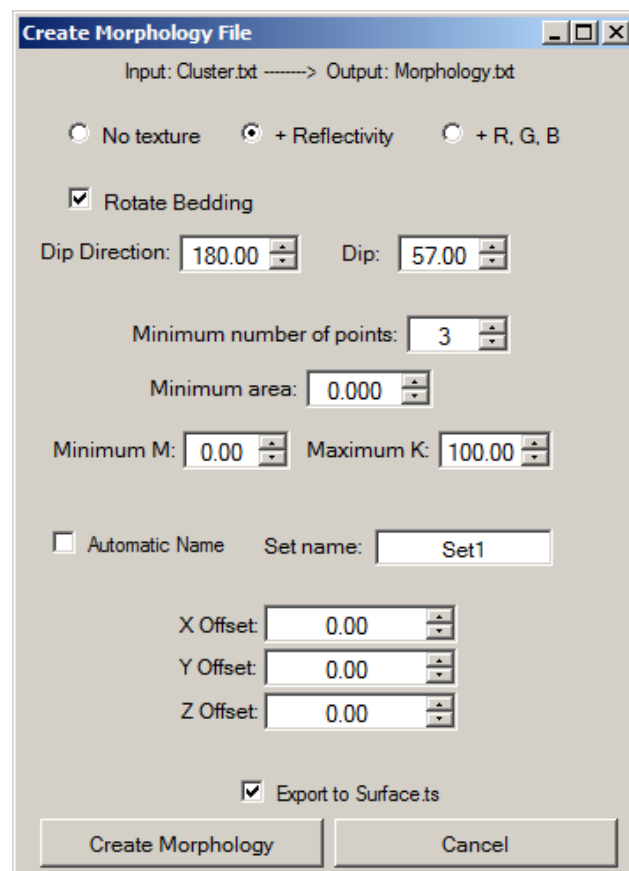 Create Morphology File
Input: Cluster.txt --------> Output: Morphology.txt
No texture + Reflectivity + R, G, B
Rotate Bedding
Dip Direction: 180.00 Dip: 57.00
Minimum number of points: 3
Minimum area: 0.000
Minimum M: 0.00 Maximum K: 100.00
Automatic Name Set name: Set1
X Offset: 0.00
Y Offset: 0.00
Z Offset: 0.00
Export to Surface.ts
Create Morphology Cancel